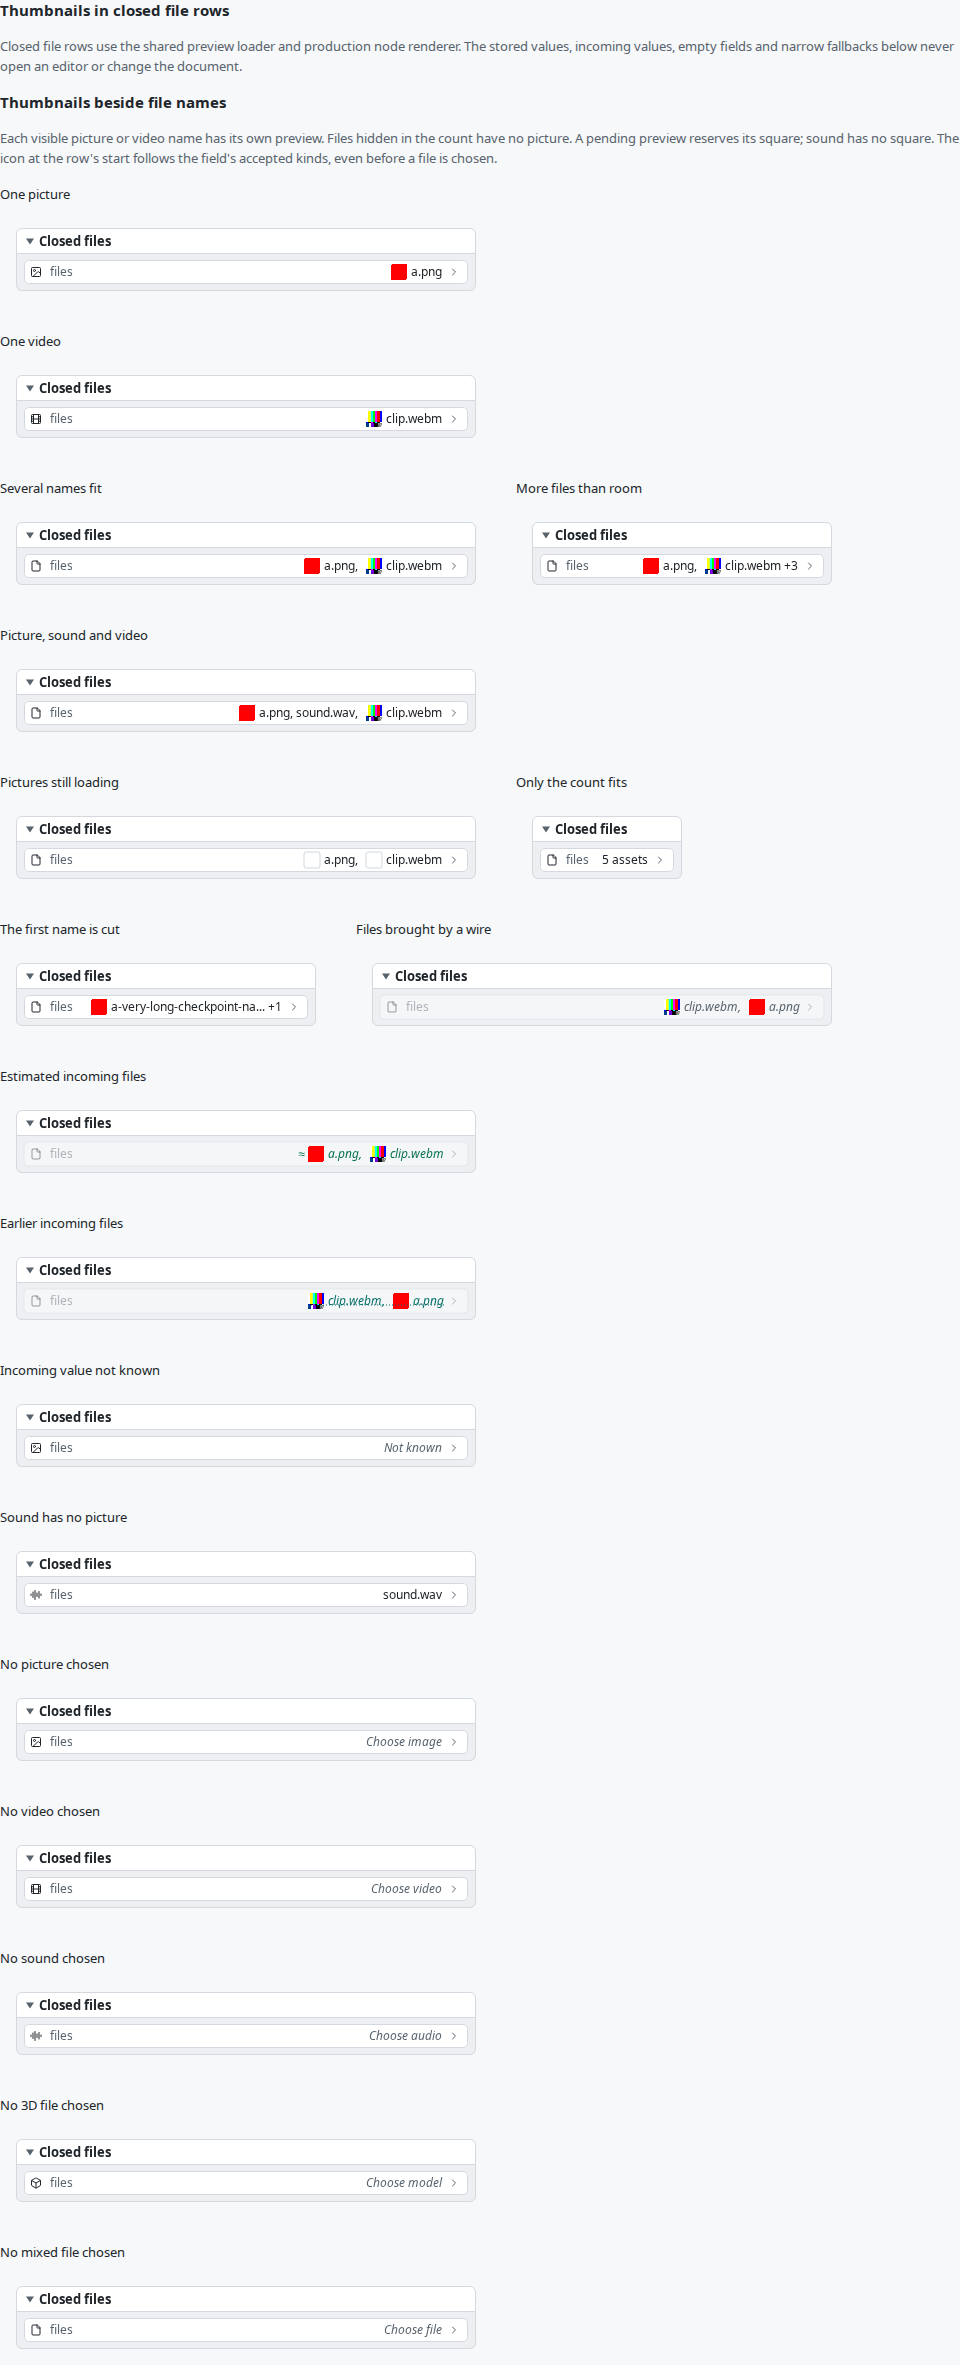 Thumbnails in closed file rows
Closed file rows use the shared preview loader and production node renderer. The stored values, incoming values, empty fields and narrow fallbacks below never
open an editor or change the document.
Thumbnails beside file names
Each visible picture or video name has its own preview. Files hidden in the count have no picture. A pending preview reserves its square; sound has no square. The
icon at the row's start follows the field's accepted kinds, even before a file is chosen.
One picture
Closed files
files a.png
One video
Closed files
files clip.webm
Several names fit
Closed files
files a.png, clip.webm
More files than room
Closed files
files a.png, clip.webm +3
Picture, sound and video
Closed files
files a.png, sound.wav, clip.webm
Pictures still loading
Closed files
files a.png, clip.webm
Only the count fits
Closed files
files 5 assets
The first name is cut
Closed files
files a-very-long-checkpoint-na... +1
Files brought by a wire
Closed files
files clip.webm, a.png
Estimated incoming files
Closed files
files ≈ a.png, clip.webm
Earlier incoming files
Closed files
files clip.webm, a.png
Incoming value not known
Closed files
files Not known
Sound has no picture
Closed files
files sound.wav
No picture chosen
Closed files
files Choose image
No video chosen
Closed files
files Choose video
No sound chosen
Closed files
files Choose audio
No 3D file chosen
Closed files
files Choose model
No mixed file chosen
Closed files
files Choose file